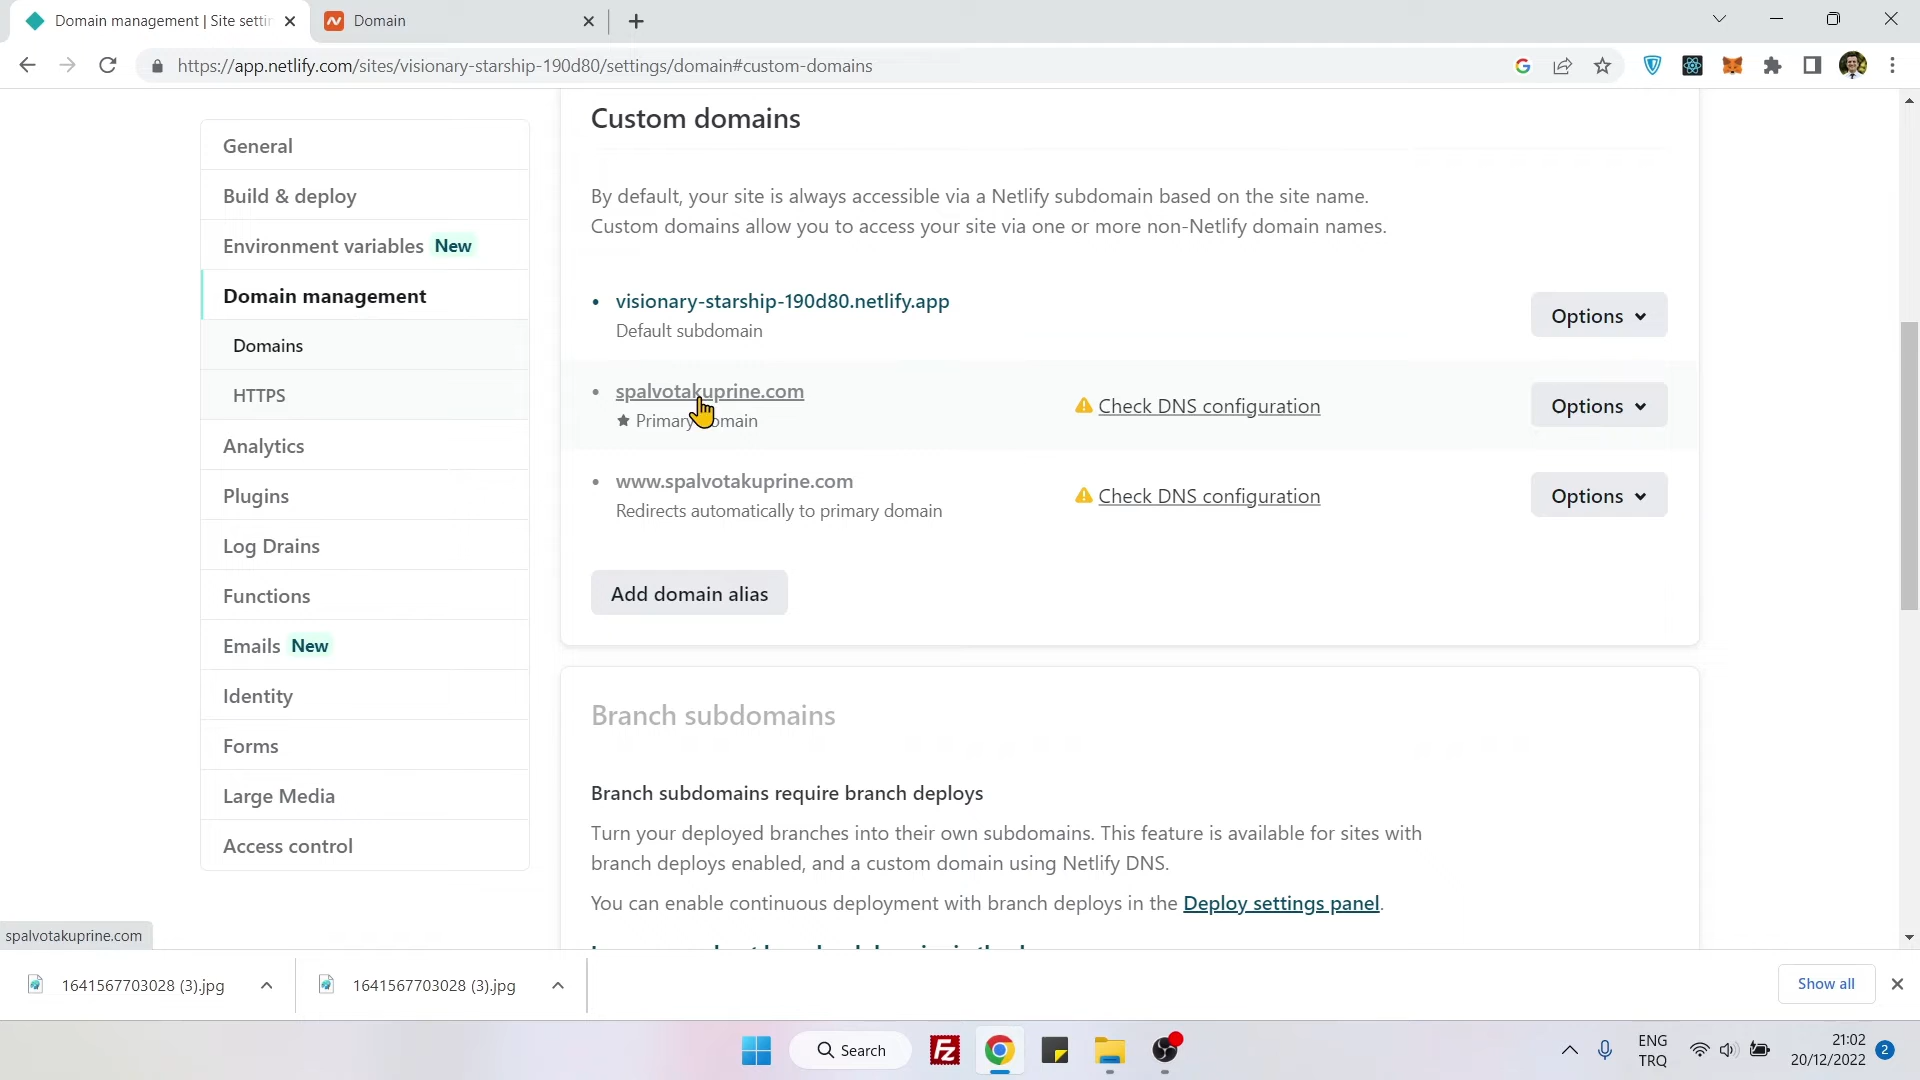 Domain management | Site settin
Domain
https://app.netlify.com/sites/visionary-starship-190d80/settings/domain#custom-domains
General
Build & deploy
Environment variables New
Domain management
Domains
HTTPS
Analytics
Plugins
Log Drains
Functions
Emails New
Identity
Forms
Large Media
Access control
Custom domains
By default, your site is always accessible via a Netlify subdomain based on the site name.
Custom domains allow you to access your site via one or more non-Netlify domain names.
visionary-starship-190d80.netlify.app
Default subdomain
Options
spalvotakuprine.com
Primary domain
Check DNS configuration
Options
www.spalvotakuprine.com
Redirects automatically to primary domain
Check DNS configuration
Options
Add domain alias
Branch subdomains
Branch subdomains require branch deploys
Turn your deployed branches into their own subdomains. This feature is available for sites with
branch deploys enabled, and a custom domain using Netlify DNS.
You can enable continuous deployment with branch deploys in the Deploy settings panel.
spalvotakuprine.com
1641567703028 (3).jpg
1641567703028 (3).jpg
Show all
Search
ENG
TRQ
21:02
20/12/2022
2